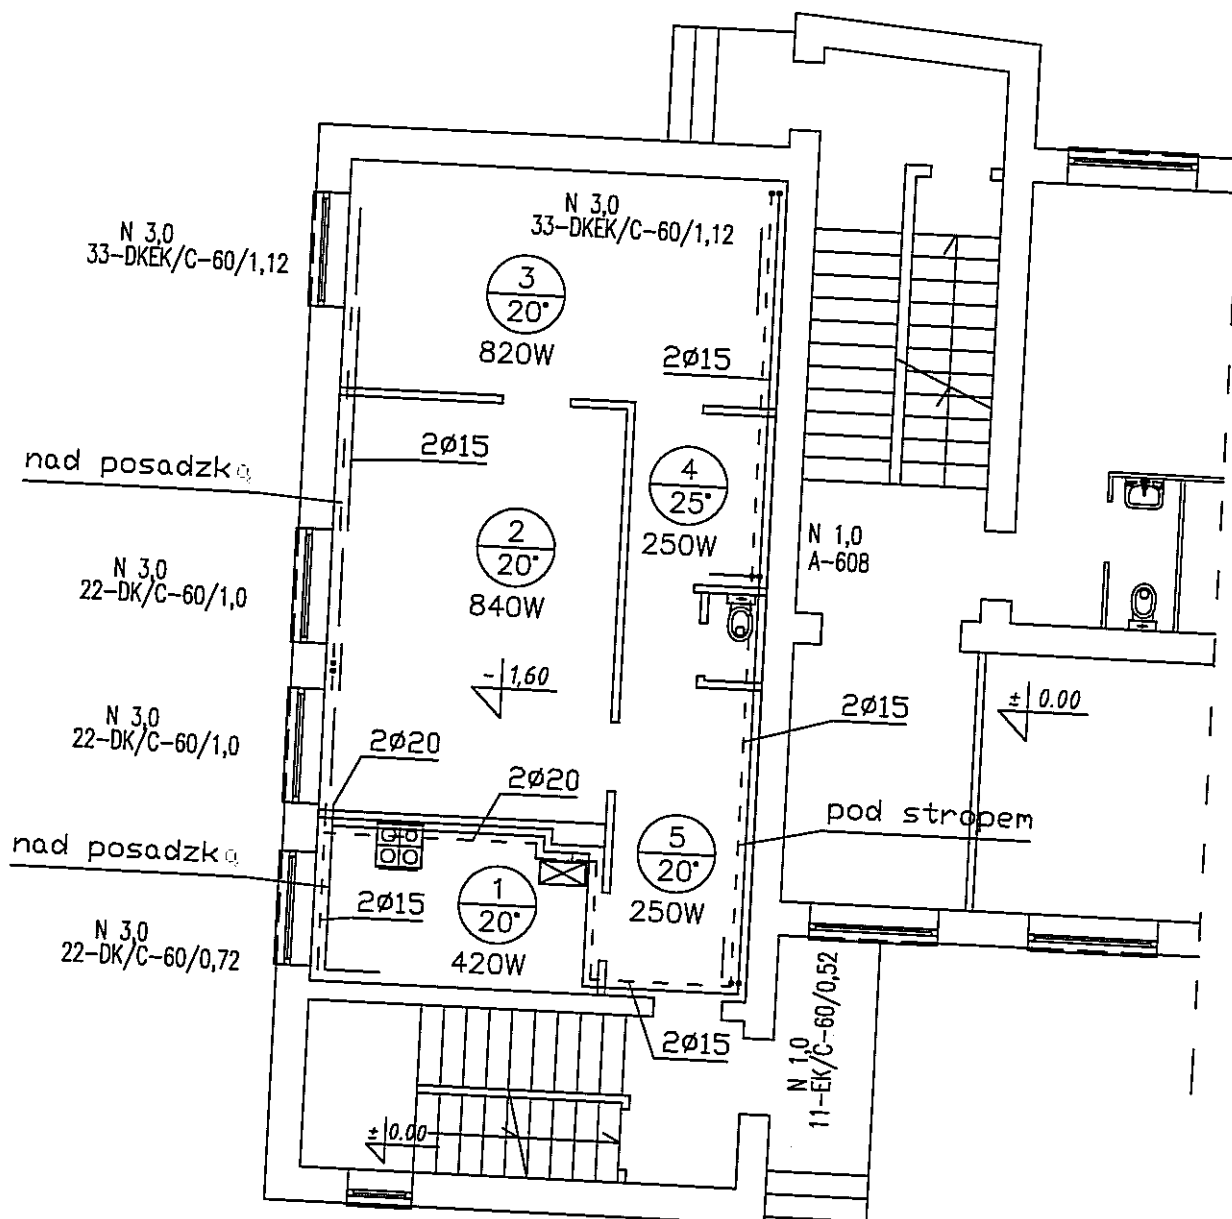 N 3,0
33-DKEK/C-60/1,12
N 3,0
33-DKEK/C-60/1,12
3
20°
820W
2ø15
2ø15
nad posadzką
4
25°
250W
2
20°
840W
N 3,0
22-DK/C-60/1,0
N 1,0
A-608
- 1,60
N 3,0
22-DK/C-60/1,0
2ø20
2ø20
2ø15
± 0.00
pod stropem
nad posadzką
5
20°
250W
1
20°
420W
2ø15
N 3,0
22-DK/C-60/0,72
2ø15
N 1,0
11-EK/C-60/0,52
± 0.00